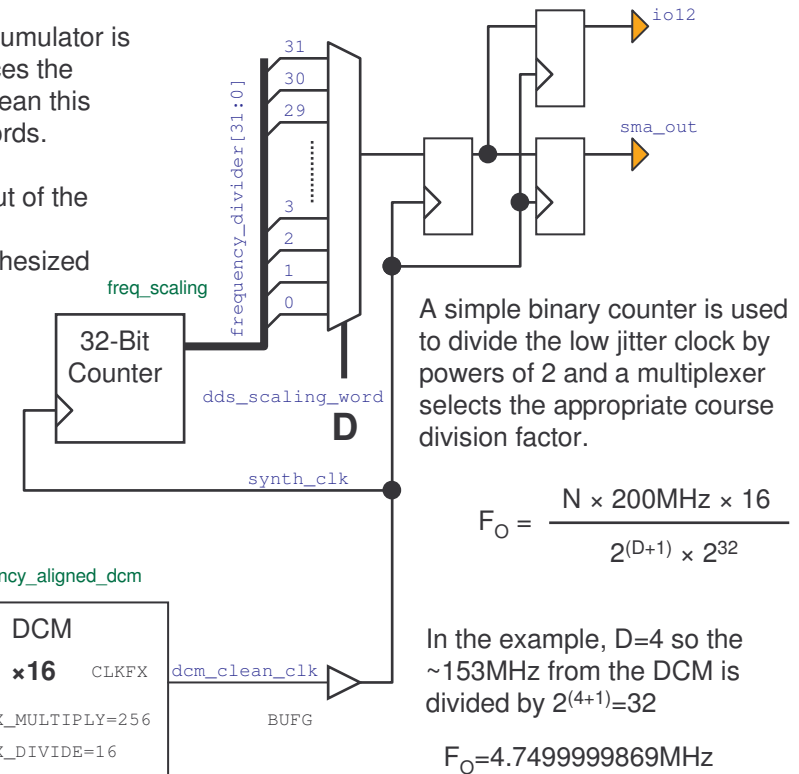 umulator is
es the
ean this
ords.
ut of the
hesized
freq_scaling
32-Bit
Counter
frequency_divider[31:0]
31
30
29
3
2
1
0
dds_scaling_word
D
synth_clk
io12
sma_out
A simple binary counter is used
to divide the low jitter clock by
powers of 2 and a multiplexer
selects the appropriate course
division factor.
F_O = N × 200MHz × 16
2^(D+1) × 2^32
ncy_aligned_dcm
DCM
×16 CLKFX
dcm_clean_clk
X_MULTIPLY=256
X_DIVIDE=16
BUFG
In the example, D=4 so the
~153MHz from the DCM is
divided by 2^(4+1)=32
F_O=4.7499999869MHz